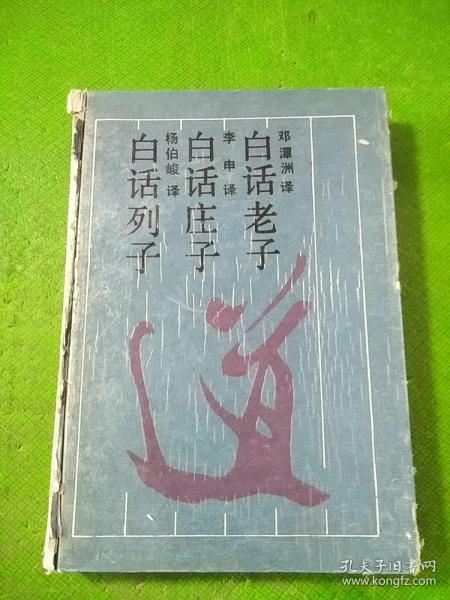 邓潭洲 译
白话老子
李申 译
白话庄子
杨伯峻 译
白话列子
道
孔夫子旧书网
www.kongfz.com